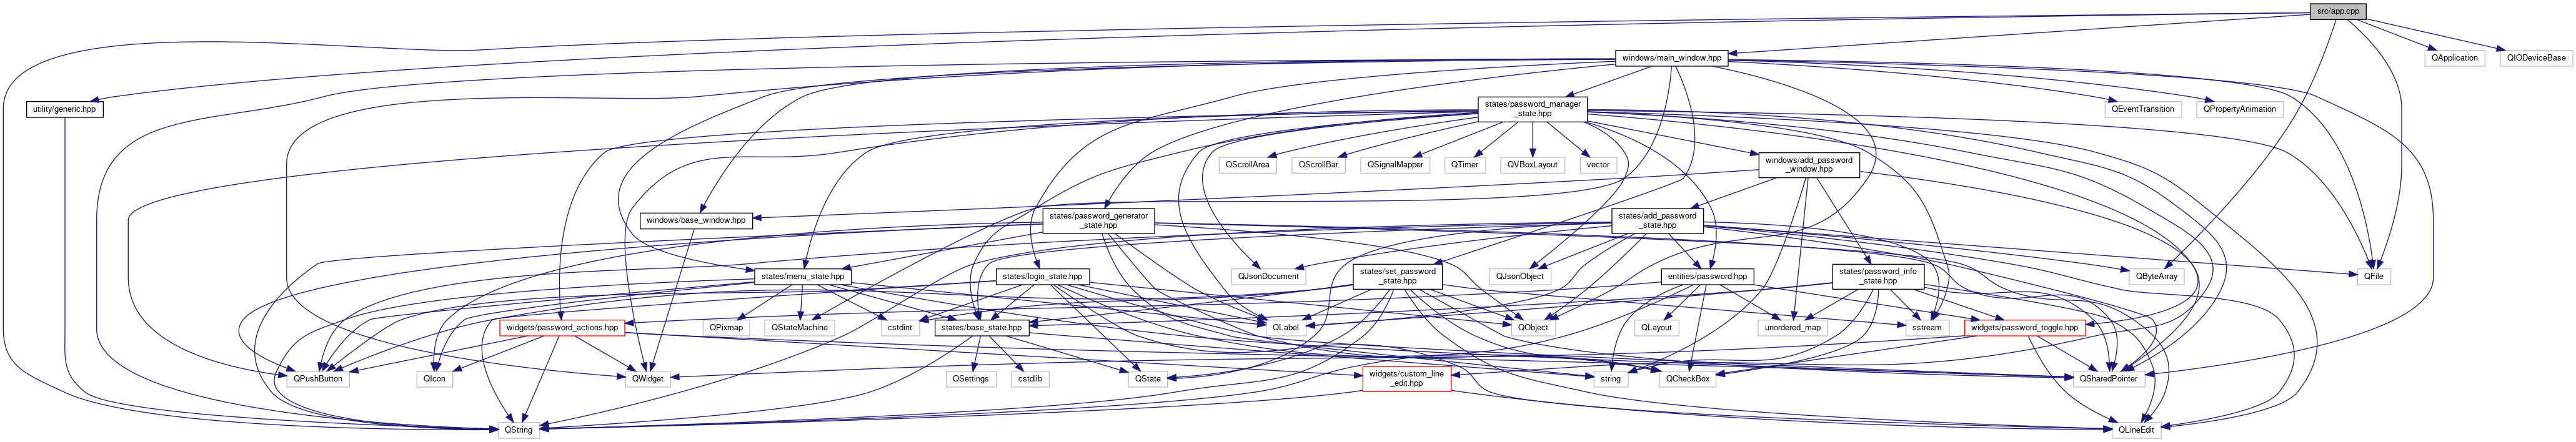 src/app.cpp
windows/main_window.hpp
QApplication
QIODeviceBase
utility/generic.hpp
states/password_manager
_state.hpp
QEventTransition
QPropertyAnimation
QScrollArea
QScrollBar
QSignalMapper
QTimer
QVBoxLayout
vector
windows/add_password
_window.hpp
windows/base_window.hpp
states/password_generator
_state.hpp
states/add_password
_state.hpp
states/menu_state.hpp
states/login_state.hpp
QJsonDocument
states/set_password
_state.hpp
QJsonObject
entities/password.hpp
states/password_info
_state.hpp
QByteArray
QFile
widgets/password_actions.hpp
QPixmap
QStateMachine
cstdint
states/base_state.hpp
QLabel
QObject
QLayout
unordered_map
sstream
widgets/password_toggle.hpp
QPushButton
QIcon
QWidget
widgets/custom_line
_edit.hpp
QSettings
cstdlib
QState
string
QCheckBox
QSharedPointer
QString
QLineEdit